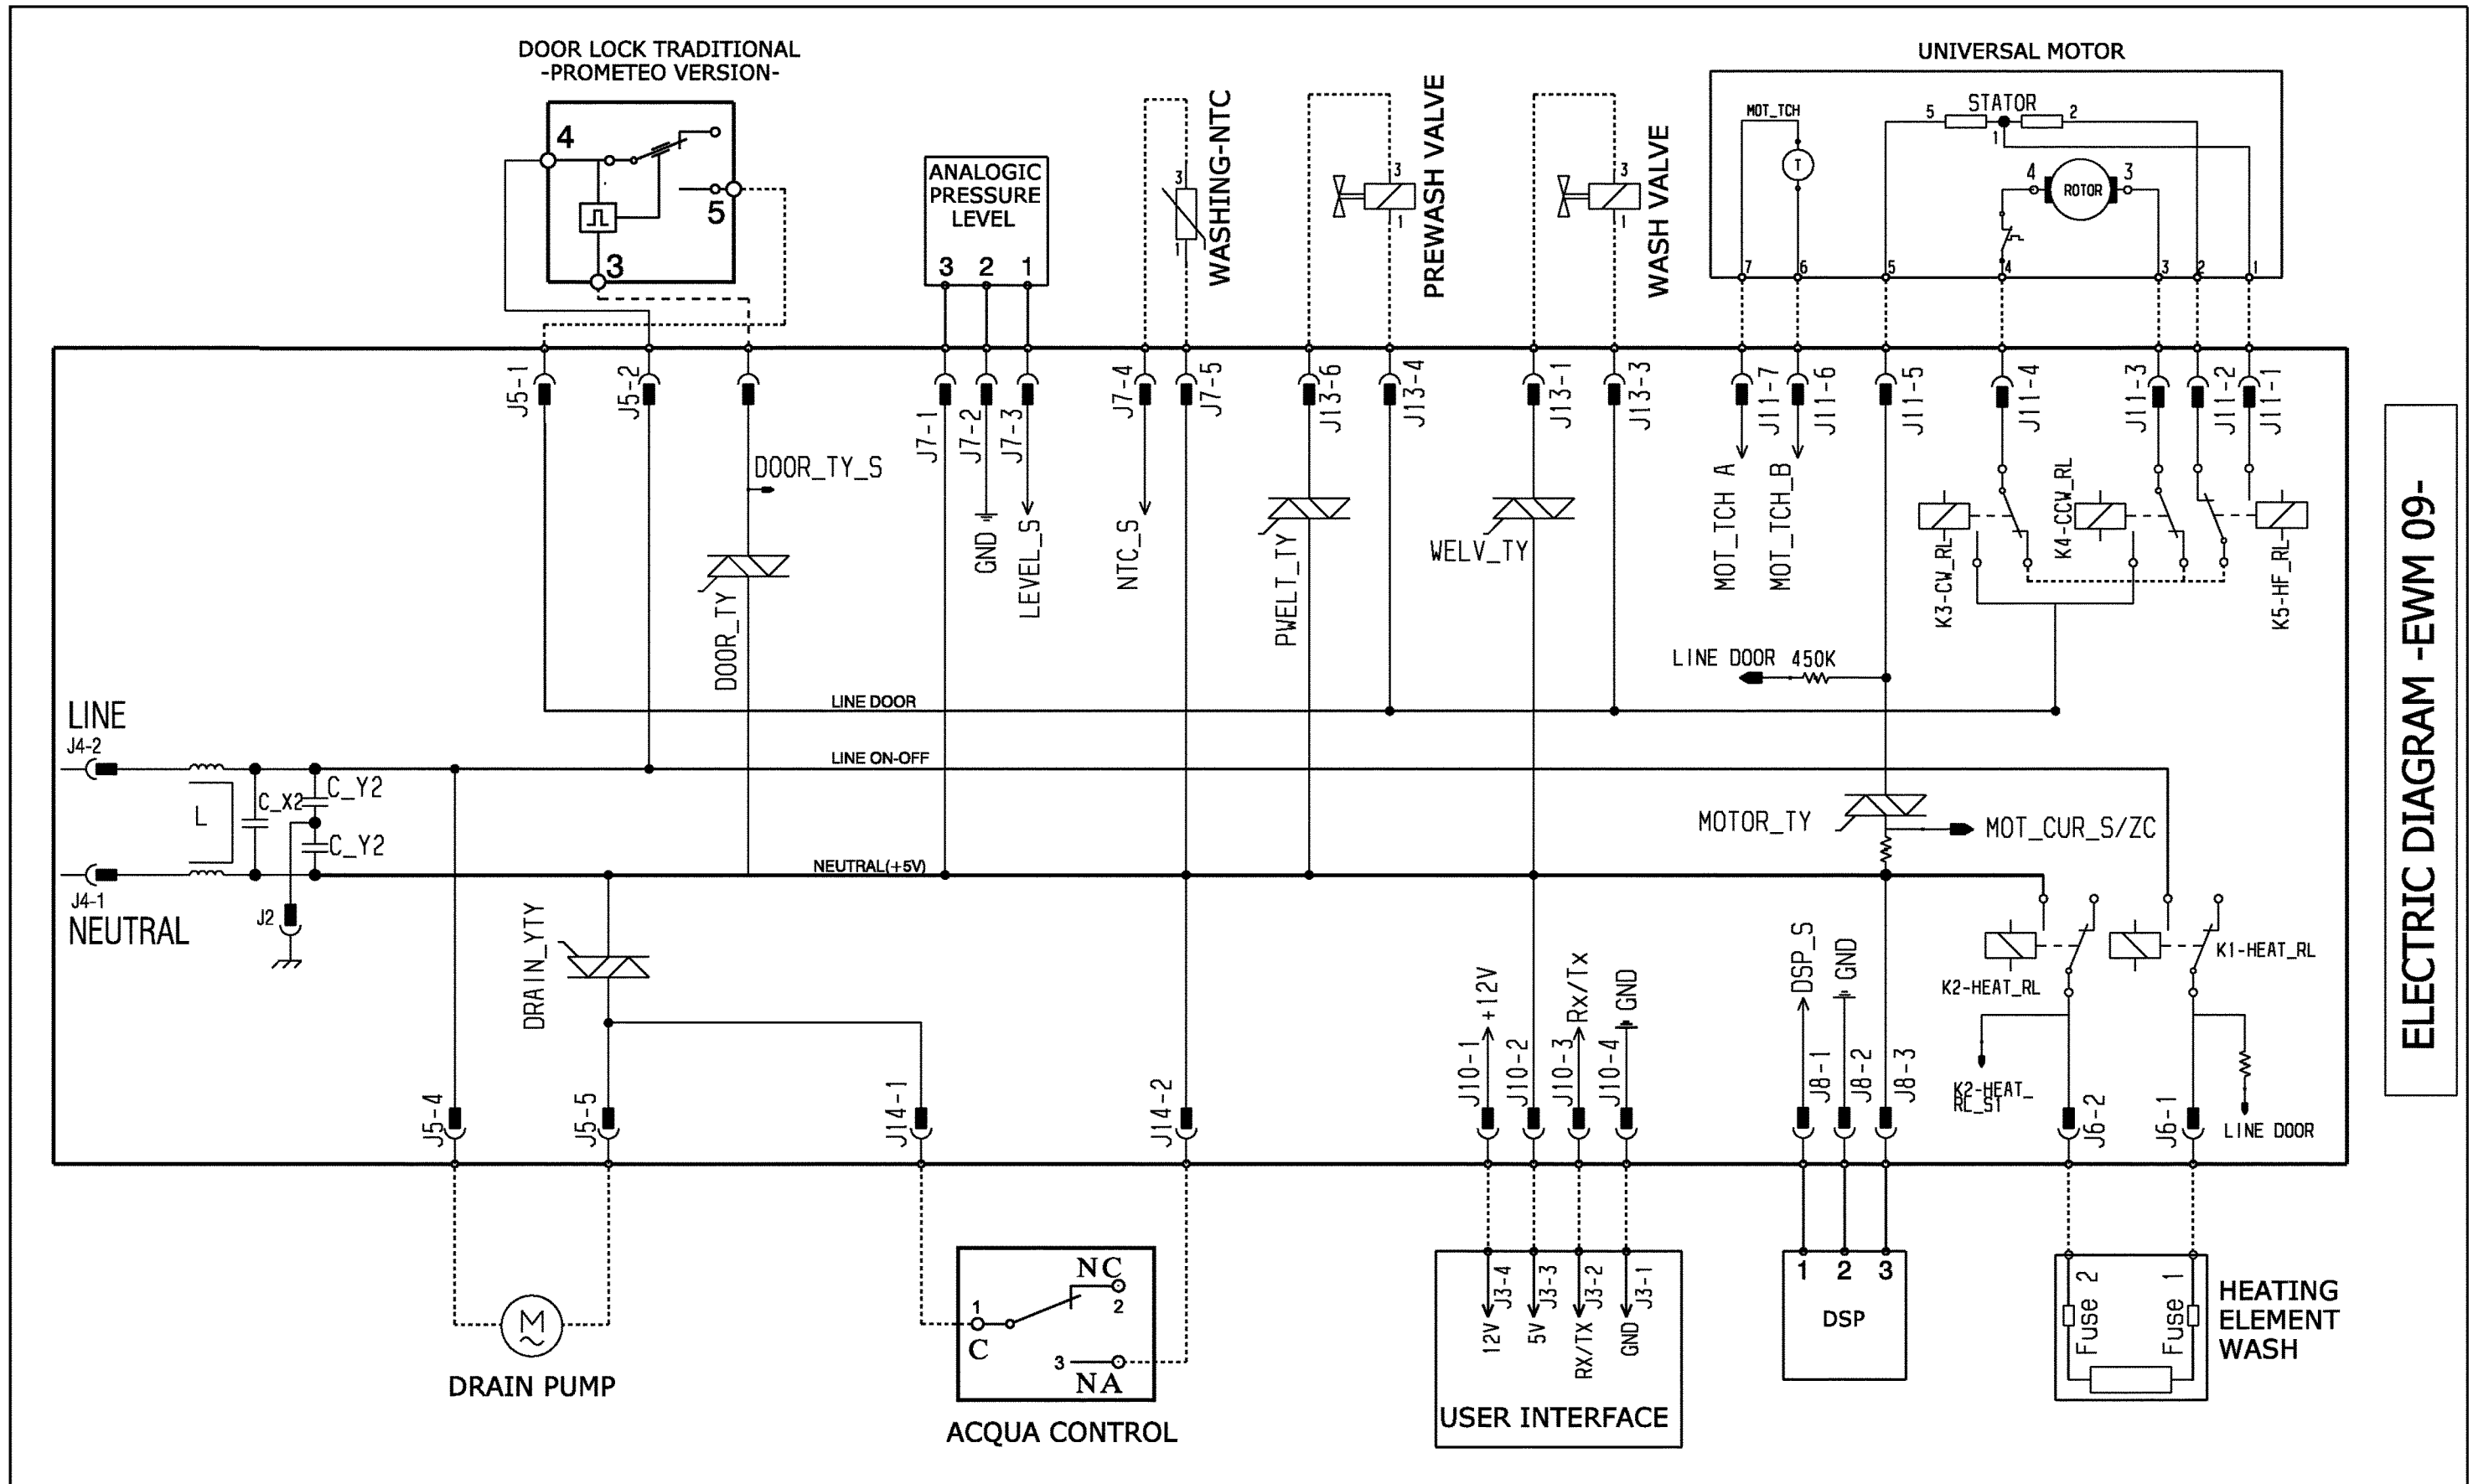 DOOR LOCK TRADITIONAL
-PROMETEO VERSION-
4
5
3
ANALOGIC
PRESSURE
LEVEL
3 2 1
WASHING-NTC
3
1
PREWASH VALVE
3
1
WASH VALVE
3
1
UNIVERSAL MOTOR
MOT_TCH
T
5 STATOR 2
1
4 ROTOR 3
7 6 5 4 3 2 1
J5-1
J5-2
J7-1
J7-2
J7-3
J7-4
J7-5
J13-6
J13-4
J13-1
J13-3
J11-7
J11-6
J11-5
J11-4
J11-3
J11-2
J11-1
DOOR_TY_S
DOOR_TY
GND
LEVEL_S
NTC_S
PWELT_TY
WELV_TY
MOT_TCH A
MOT_TCH_B
K3-CW_RL
K4-CCW_RL
K5-HF_RL
LINE DOOR 450K
LINE DOOR
LINE
J4-2
LINE ON-OFF
L
C_X2
C_Y2
C_Y2
J4-1
NEUTRAL
J2
NEUTRAL(+5V)
MOTOR_TY
MOT_CUR_S/ZC
DRAIN_YTY
+12V
Rx/Tx
GND
DSP_S
GND
K2-HEAT_RL
K1-HEAT_RL
K2-HEAT_
RL_S1
LINE DOOR
J5-4
J5-5
J14-1
J14-2
J10-1
J10-2
J10-3
J10-4
J8-1
J8-2
J8-3
J6-2
J6-1
M
DRAIN PUMP
NC
1
2
C
3
NA
ACQUA CONTROL
J3-4
J3-3
J3-2
J3-1
12V
5V
RX/TX
GND
USER INTERFACE
1 2 3
DSP
Fuse 2
Fuse 1
HEATING
ELEMENT
WASH
ELECTRIC DIAGRAM -EWM 09-